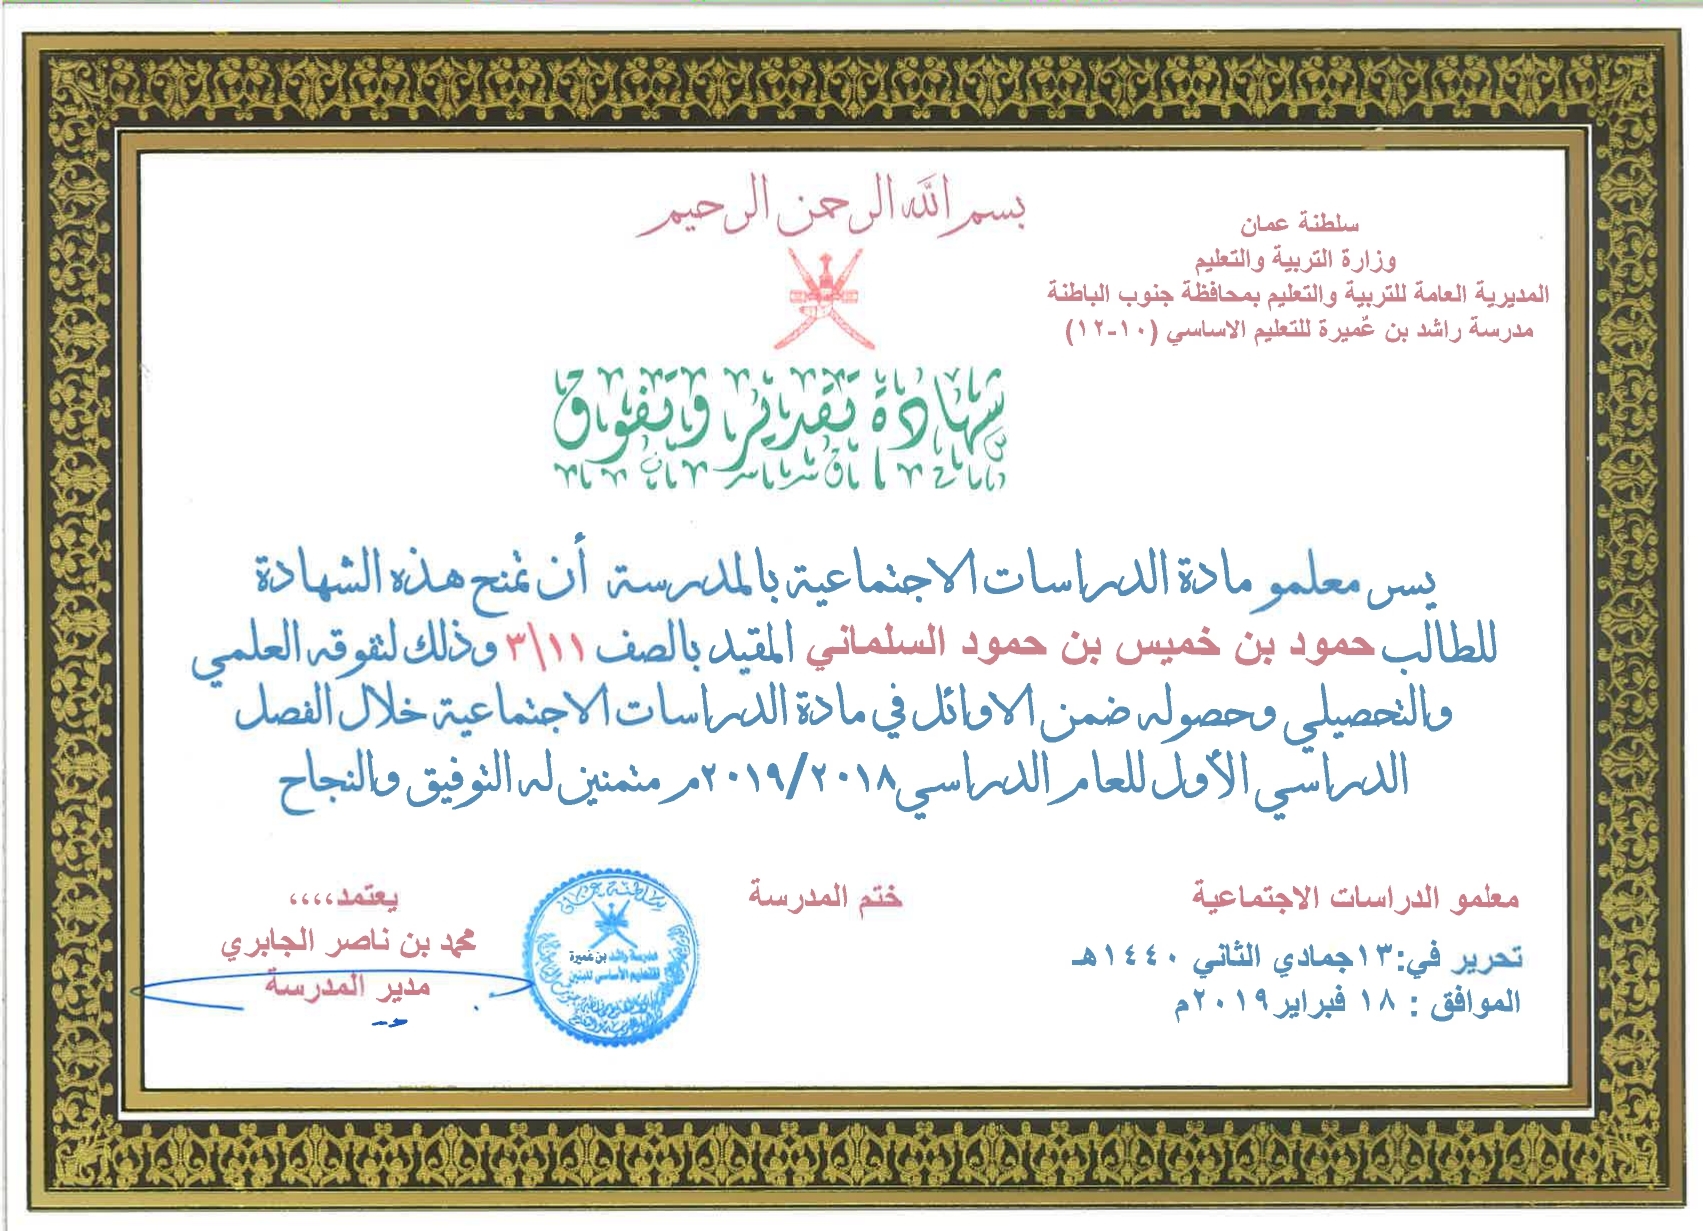 بسم الله الرحمن الرحيم
سلطنة عمان
وزارة التربية والتعليم
المديرية العامة للتربية والتعليم بمحافظة جنوب الباطنة
مدرسة راشد بن عُميرة للتعليم الاساسي (١٠-١٢)
شهادة تقدير وتفوق
يسر معلمو مادة الدراسات الاجتماعية بالمدرسة أن تمنح هذه الشهادة
للطالب حمود بن خميس بن حمود السلماني المقيد بالصف ٣\١١ وذلك لتفوقه العلمي
والتحصيلي وحصوله ضمن الاوائل في مادة الدراسات الاجتماعية خلال الفصل
الدراسي الأول للعام الدراسي ٢٠١٩/٢٠١٨م متمنين له التوفيق والنجاح
معلمو الدراسات الاجتماعية
ختم المدرسة
يعتمد،،،،
محمد بن ناصر الجابري
مدير المدرسة
تحرير في:١٣جمادي الثاني ١٤٤٠هـ
الموافق : ١٨ فبراير٢٠١٩م
سلطنة عمان
مدرسة راشد بن عميرة
للتعليم الأساسي للبنين